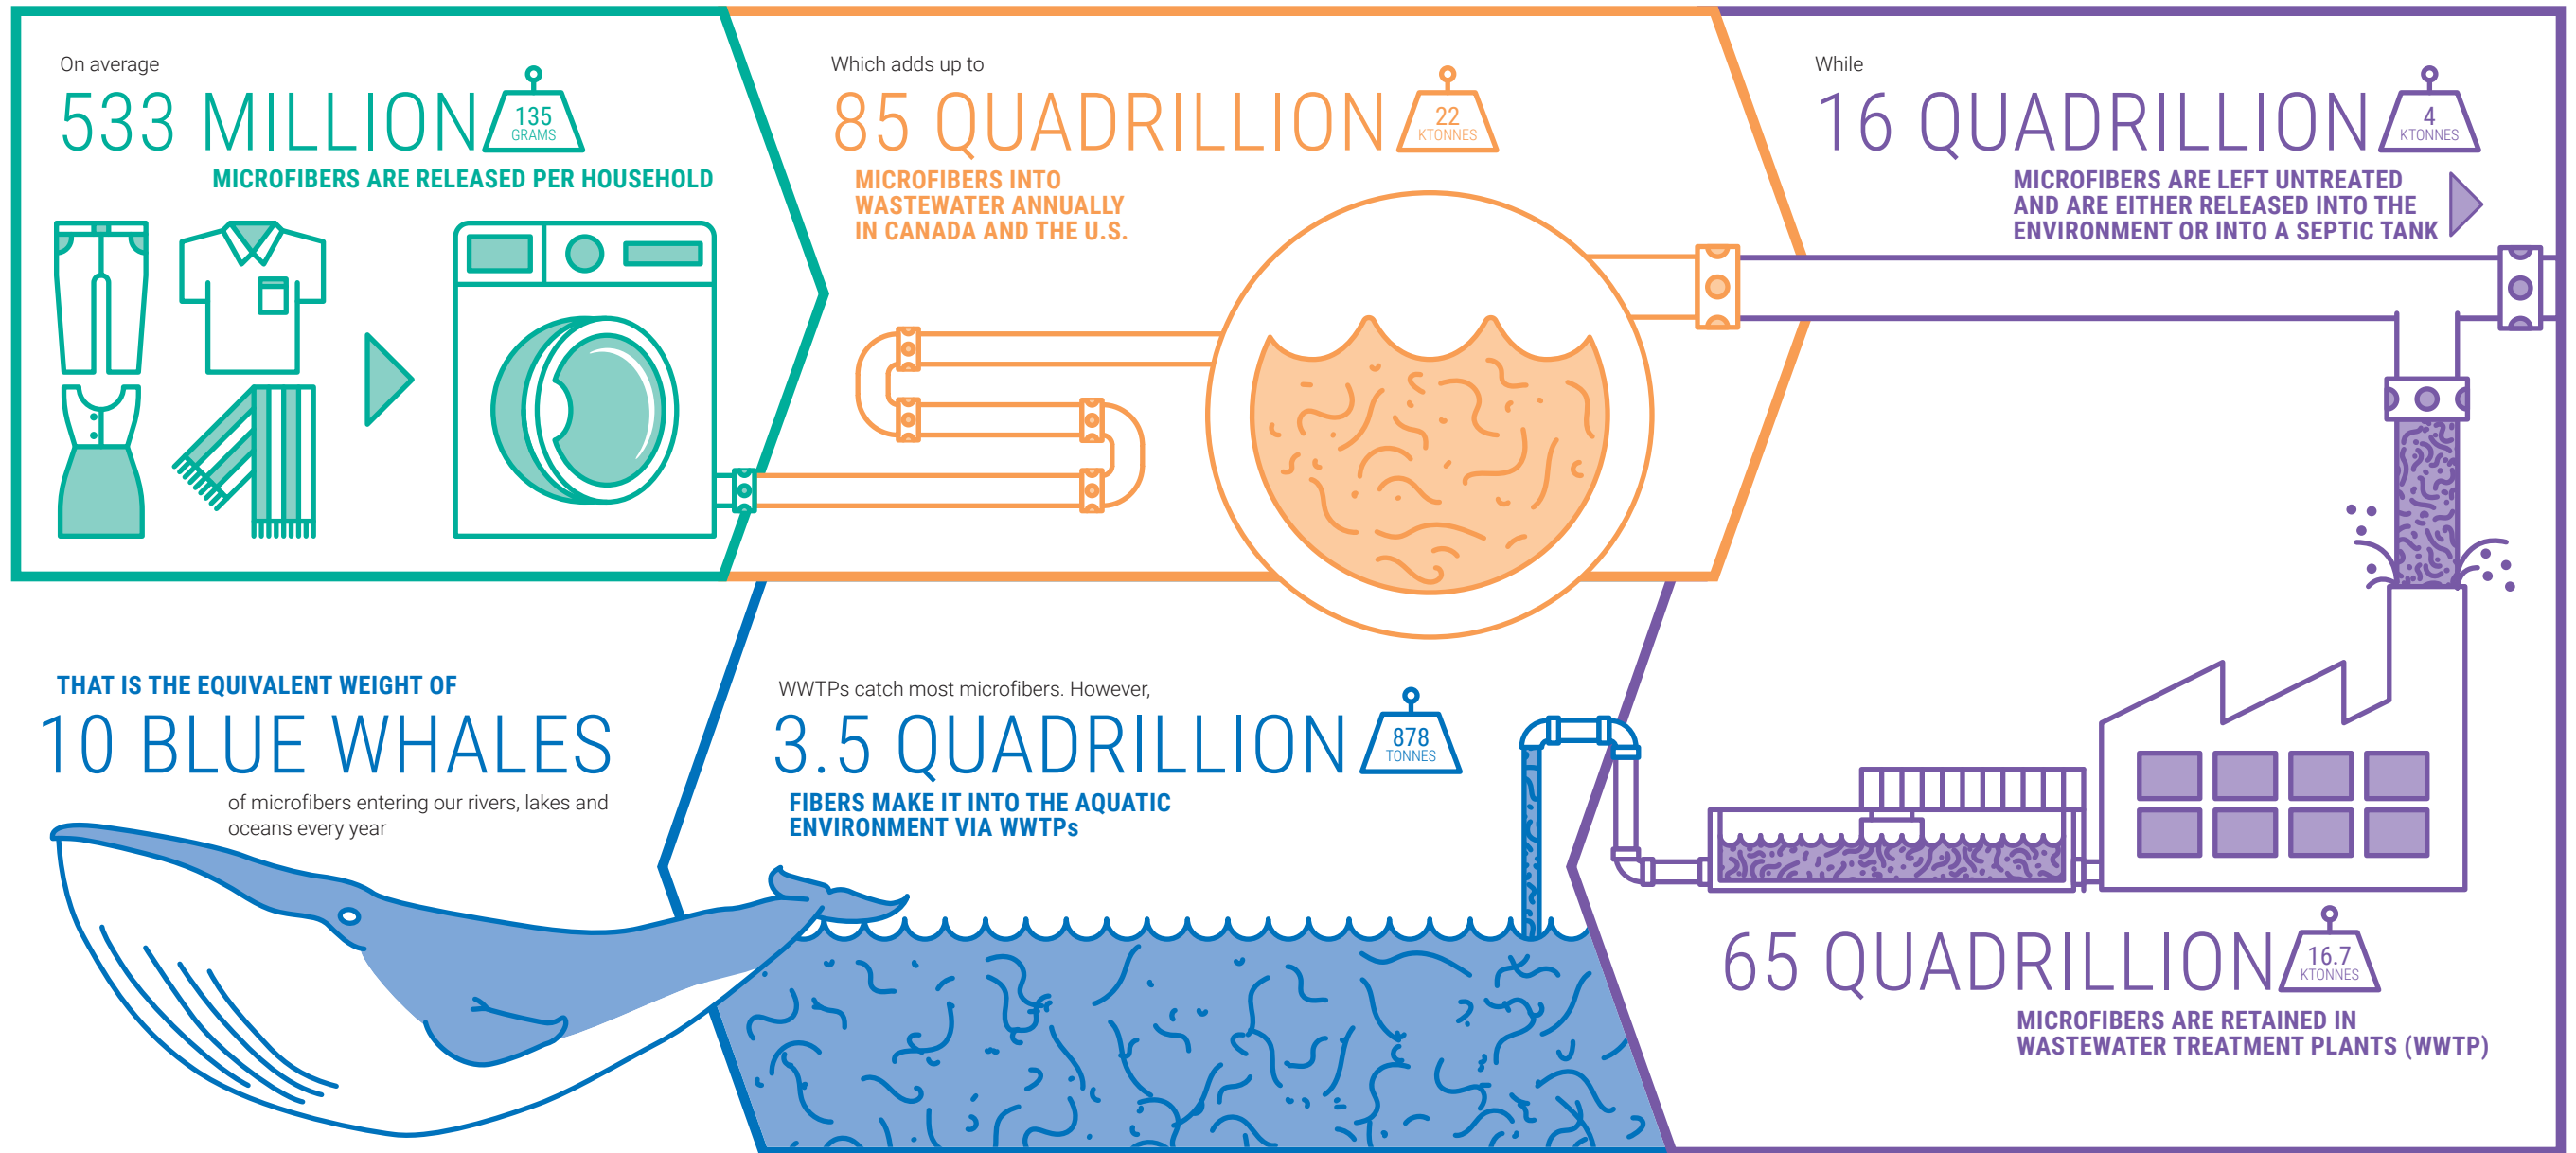 On average
533 MILLION
135
GRAMS
MICROFIBERS ARE RELEASED PER HOUSEHOLD
Which adds up to
85 QUADRILLION
22
KTONNES
MICROFIBERS INTO
WASTEWATER ANNUALLY
IN CANADA AND THE U.S.
While
16 QUADRILLION
4
KTONNES
MICROFIBERS ARE LEFT UNTREATED
AND ARE EITHER RELEASED INTO THE
ENVIRONMENT OR INTO A SEPTIC TANK
65 QUADRILLION
16.7
KTONNES
MICROFIBERS ARE RETAINED IN
WASTEWATER TREATMENT PLANTS (WWTP)
WWTPs catch most microfibers. However,
3.5 QUADRILLION
878
TONNES
FIBERS MAKE IT INTO THE AQUATIC
ENVIRONMENT VIA WWTPs
THAT IS THE EQUIVALENT WEIGHT OF
10 BLUE WHALES
of microfibers entering our rivers, lakes and
oceans every year